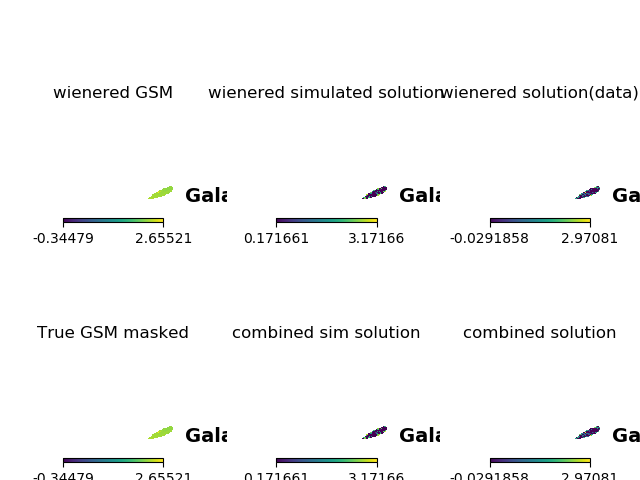 wienered GSM
wienered simulated solution
wienered solution(data)
Gala
Gala
Ga
-0.34479 2.65521
0.171661 3.17166
-0.0291858 2.97081
True GSM masked
combined sim solution
combined solution
Gala
Gala
Ga
-0.34479 2.65521
0.171661 3.17166
-0.0291858 2.97081